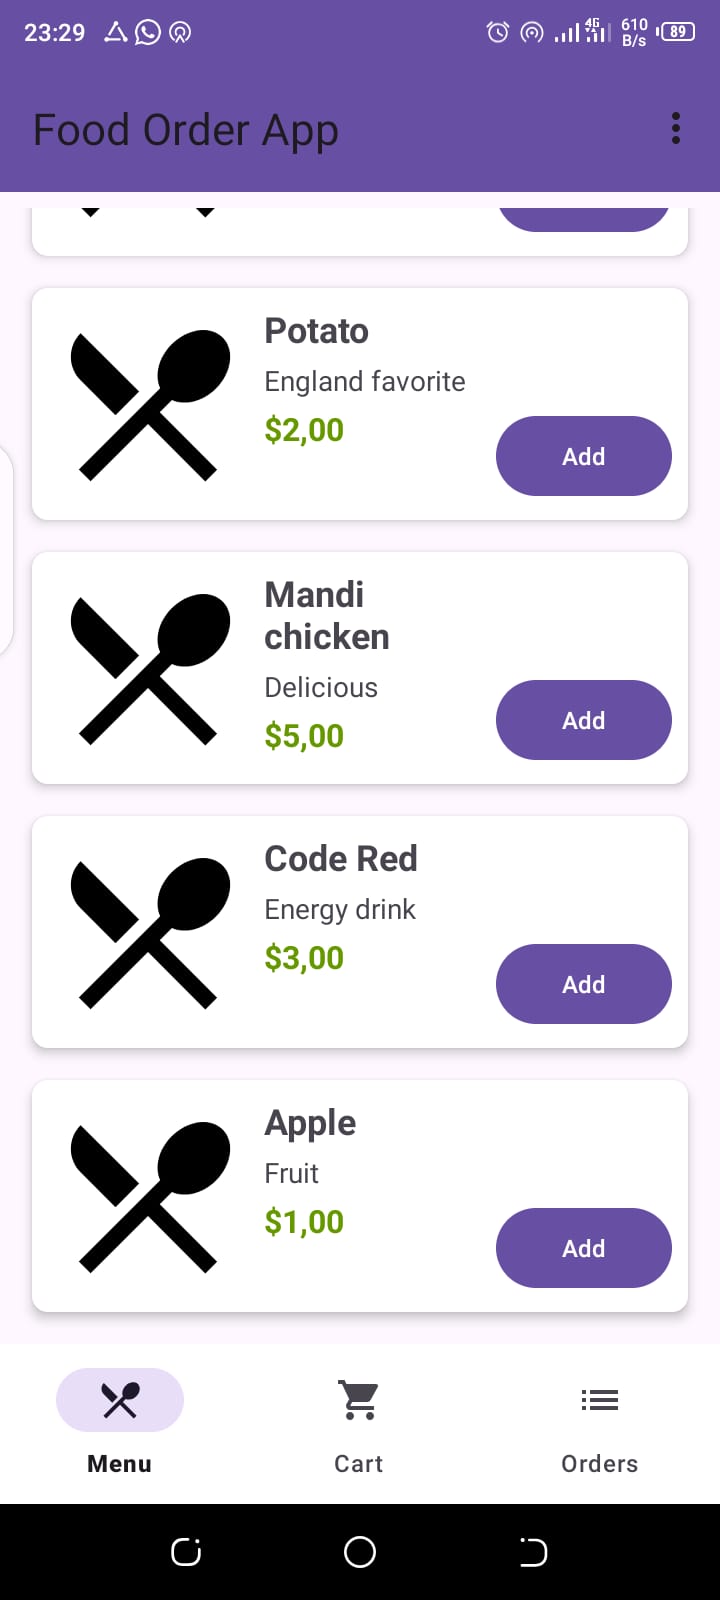 23:29
4G
610
B/s
89
Food Order App
Potato
England favorite
$2,00
Add
Mandi
chicken
Delicious
$5,00
Add
Code Red
Energy drink
$3,00
Add
Apple
Fruit
$1,00
Add
Menu
Cart
Orders